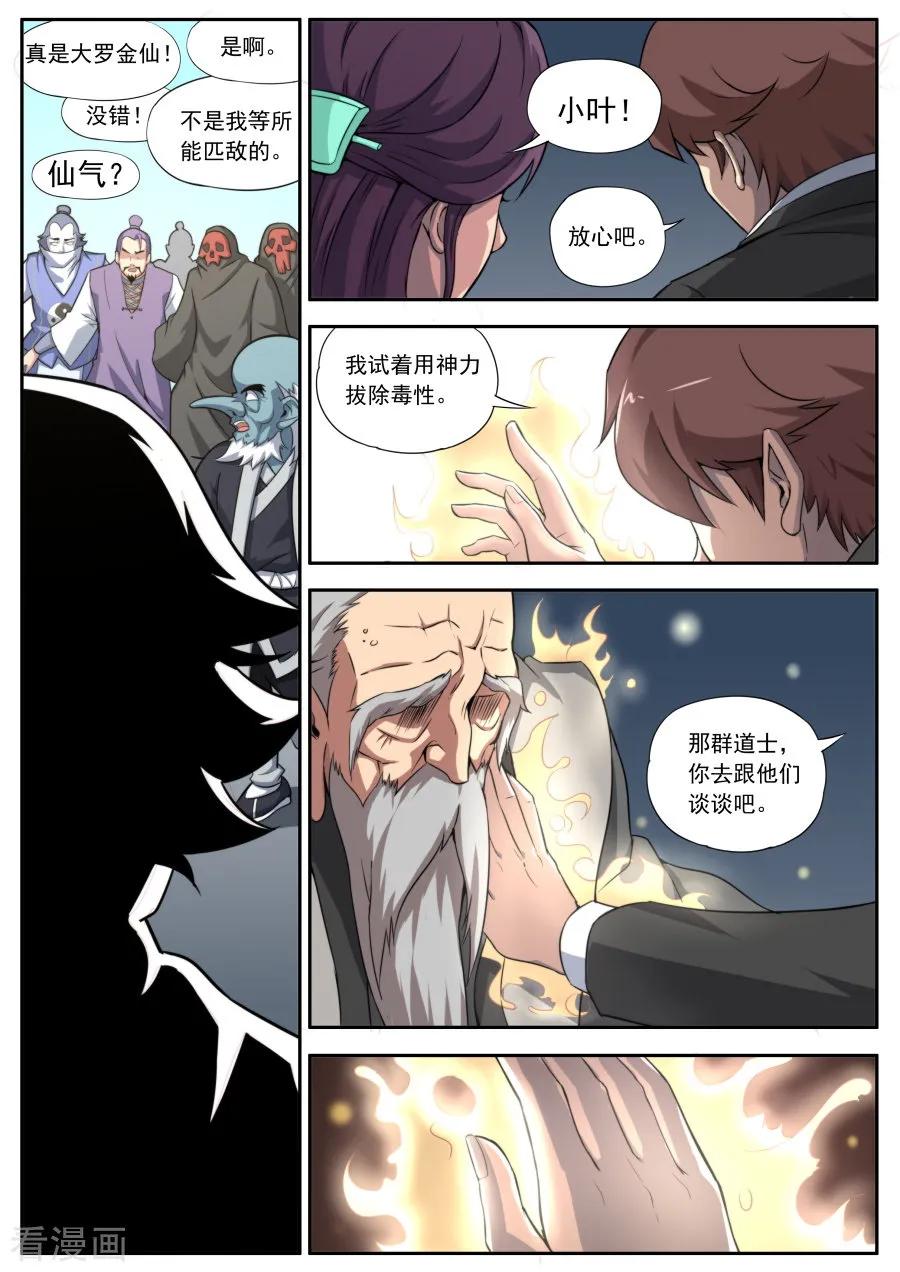 真是大罗金仙！
是啊。
没错！
不是我等所
能匹敌的。
仙气？
小叶！
放心吧。
我试着用神力
拔除毒性。
那群道士，
你去跟他们
谈谈吧。
看漫画